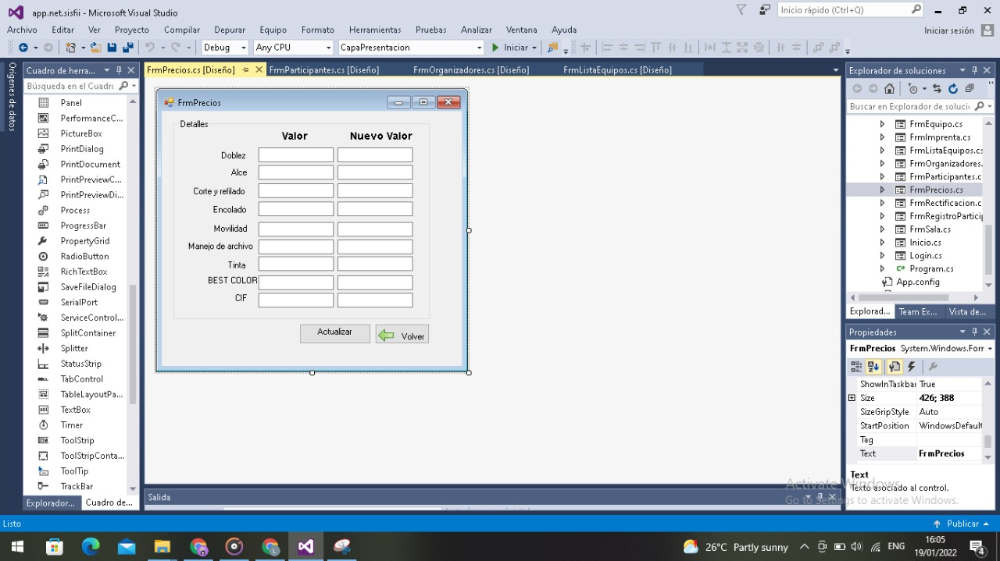 app.net.sisfii - Microsoft Visual Studio
Inicio rápido (Ctrl+Q)
Archivo Editar Ver Proyecto Compilar Depurar Equipo Formato Herramientas Pruebas Analizar Ventana Ayuda
Iniciar sesión
Debug Any CPU CapaPresentacion Iniciar
Orígenes de datos
Cuadro de herra...
Búsqueda en el Cuadrc
Panel
PerformanceC...
PictureBox
PrintDialog
PrintDocument
PrintPreviewC...
PrintPreviewDi...
Process
ProgressBar
PropertyGrid
RadioButton
RichTextBox
SaveFileDialog
SerialPort
ServiceControl...
SplitContainer
Splitter
StatusStrip
TabControl
TableLayoutPa...
TextBox
Timer
ToolStrip
ToolStripConta...
ToolTip
TrackBar
Explorador... Cuadro de...
FrmPrecios.cs [Diseño] FrmParticipantes.cs [Diseño] FrmOrganizadores.cs [Diseño] FrmListaEquipos.cs [Diseño]
FrmPrecios
Detalles
Valor Nuevo Valor
Doblez
Alce
Corte y refilado
Encolado
Movilidad
Manejo de archivo
Tinta
BEST COLOR
CIF
Actualizar Volver
Salida
Explorador de soluciones
Buscar en Explorador de soluci
FrmEquipo.cs
FrmImprenta.cs
FrmListaEquipos.cs
FrmOrganizadores.
FrmParticipantes.c
FrmPrecios.cs
FrmRectificacion.c
FrmRegistroPartici
FrmSala.cs
Inicio.cs
Login.cs
C# Program.cs
App.config
Explorad... Team Ex... Vista de...
Propiedades
FrmPrecios System.Windows.Forr
ShowInTaskbar True
Size 426; 388
SizeGripStyle Auto
StartPosition WindowsDefault
Tag
Text FrmPrecios
Text
Texto asociado al control.
Activate Windows
Go to Settings to activate Windows.
Listo
Publicar
26°C Partly sunny
ENG
16:05
19/01/2022
4